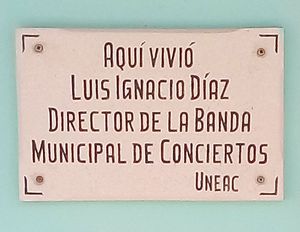 AQUÍ VIVIÓ
LUIS IGNACIO DÍAZ
DIRECTOR DE LA BANDA
MUNICIPAL DE CONCIERTOS
UNEAC